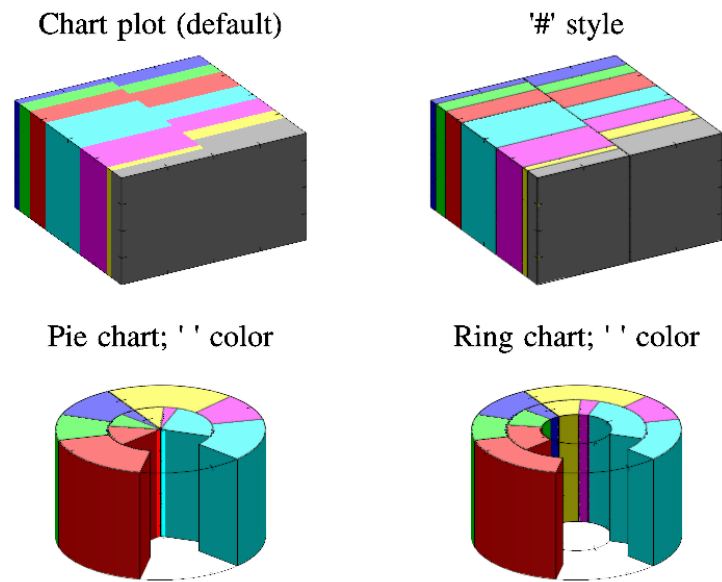 Chart plot (default)
'#' style
Pie chart; ' ' color
Ring chart; ' ' color